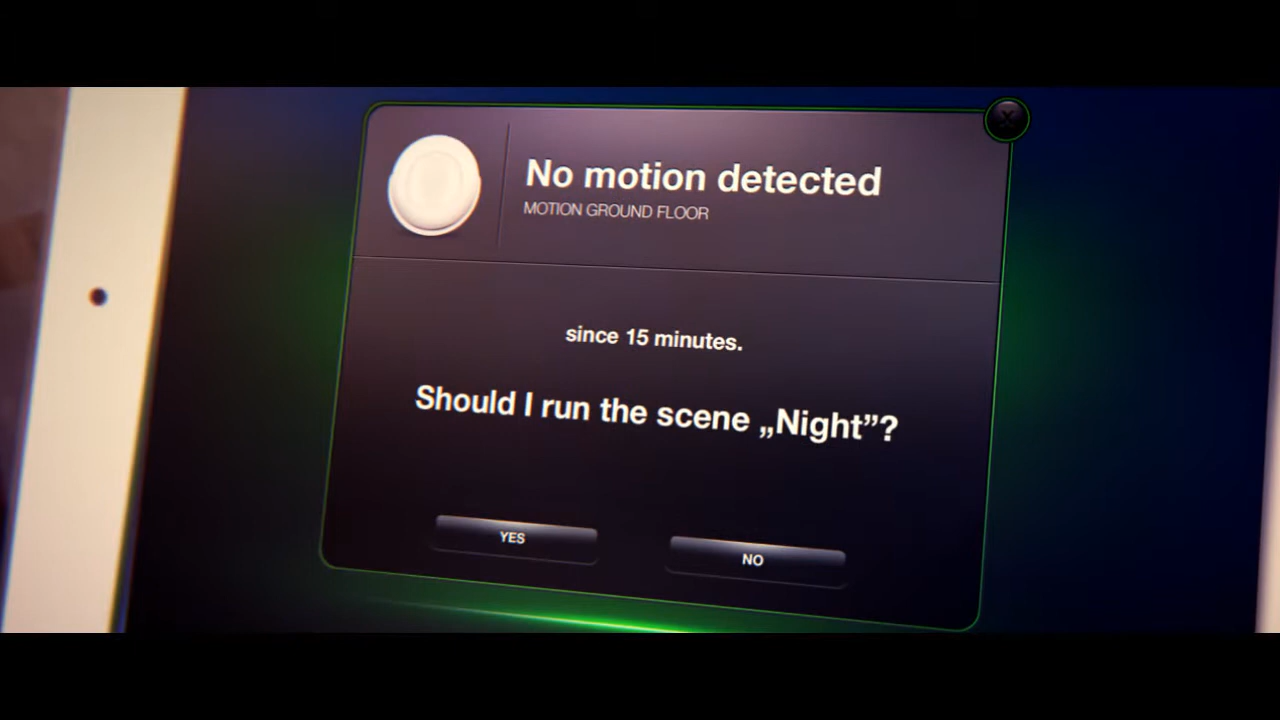 X
No motion detected
MOTION GROUND FLOOR
since 15 minutes.
Should I run the scene „Night”?
YES
NO